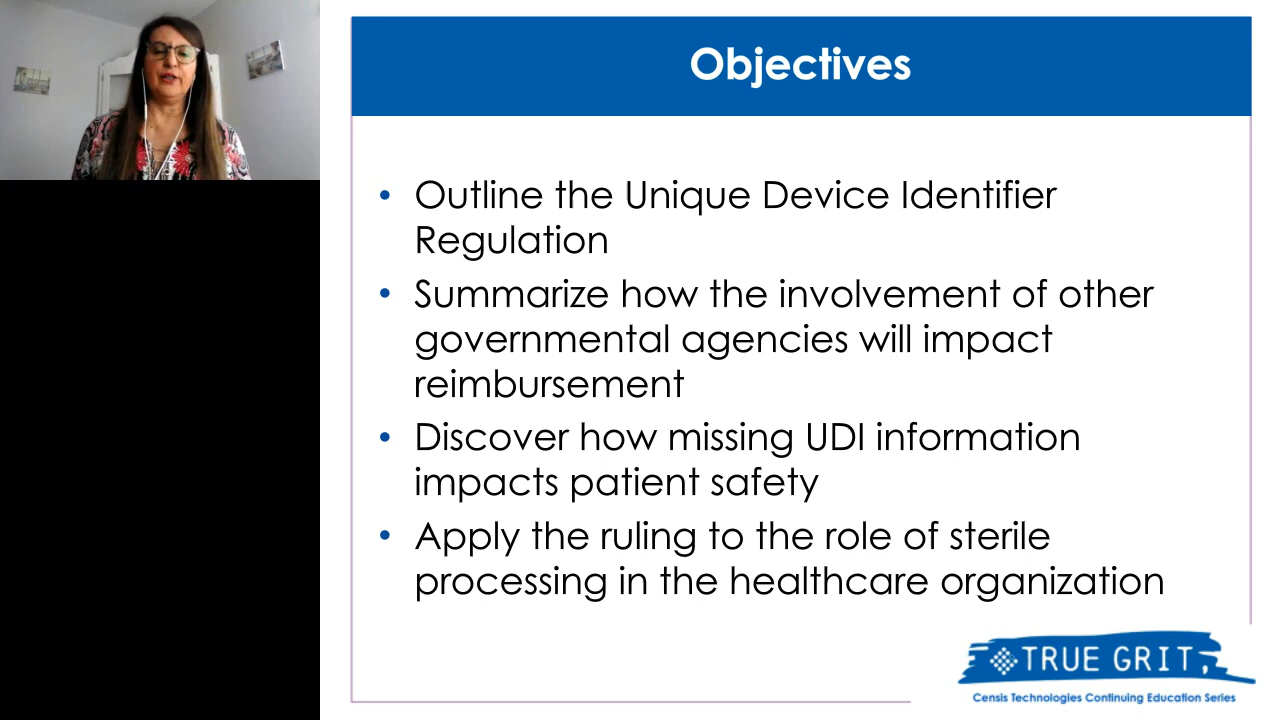 Objectives
• Outline the Unique Device Identifier
Regulation
• Summarize how the involvement of other
governmental agencies will impact
reimbursement
• Discover how missing UDI information
impacts patient safety
• Apply the ruling to the role of sterile
processing in the healthcare organization
TRUE GRIT
Censis Technologies Continuing Education Series